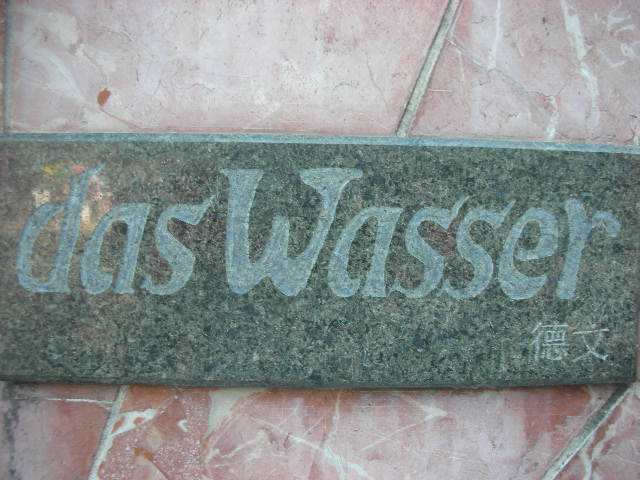 das Wasser
德文